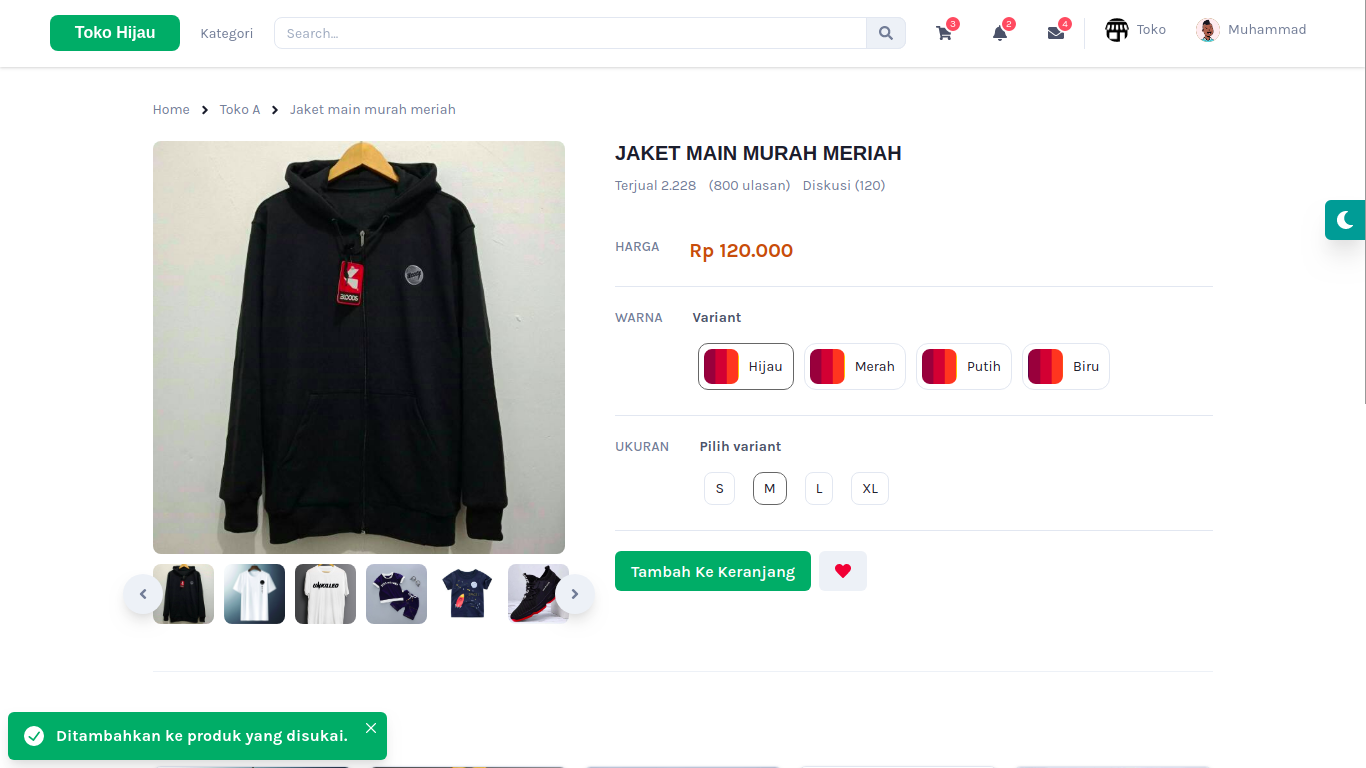 Toko Hijau
Kategori
Search...
3
2
4
Toko
Muhammad
Home
Toko A
Jaket main murah meriah
JAKET MAIN MURAH MERIAH
Terjual 2.228 (800 ulasan) Diskusi (120)
HARGA
Rp 120.000
WARNA
Variant
Hijau
Merah
Putih
Biru
UKURAN
Pilih variant
S
M
L
XL
Tambah Ke Keranjang
UNKILLED
Ditambahkan ke produk yang disukai.